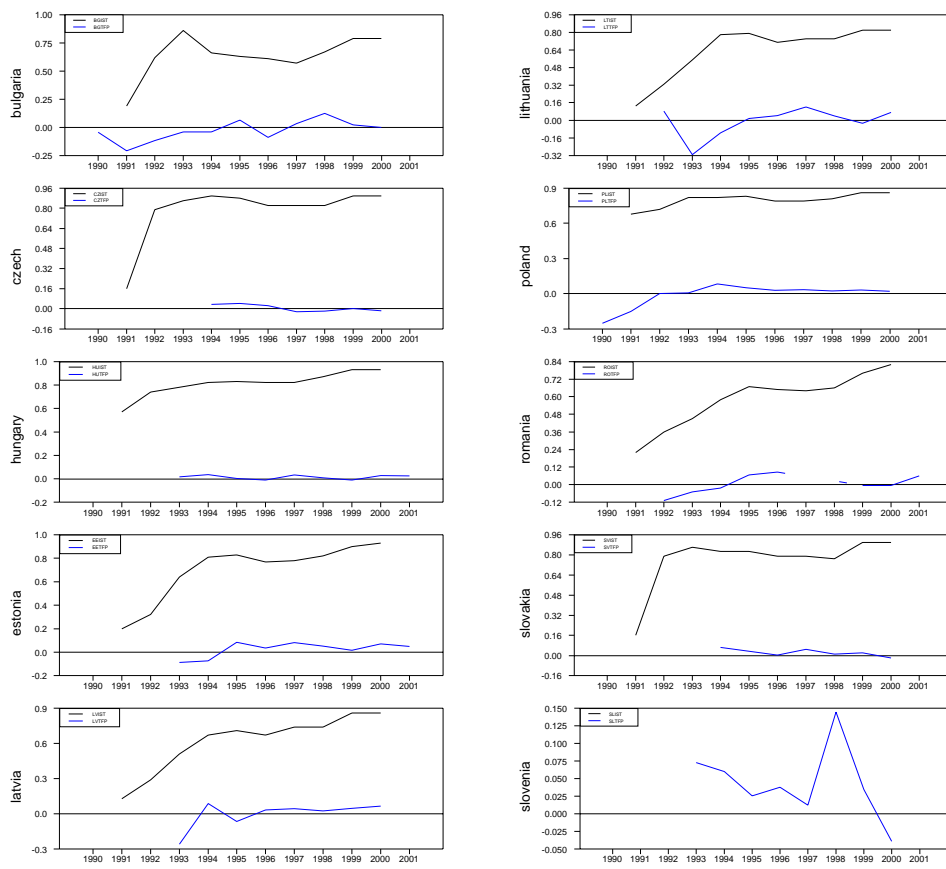 bulgaria
BGIST
BGTFP
1.00
0.75
0.50
0.25
0.00
-0.25
1990 1991 1992 1993 1994 1995 1996 1997 1998 1999 2000 2001
lithuania
LTIST
LTTFP
0.96
0.80
0.64
0.48
0.32
0.16
0.00
-0.16
-0.32
1990 1991 1992 1993 1994 1995 1996 1997 1998 1999 2000 2001
czech
CZIST
CZTFP
0.96
0.80
0.64
0.48
0.32
0.16
0.00
-0.16
1990 1991 1992 1993 1994 1995 1996 1997 1998 1999 2000 2001
poland
PLIST
PLTFP
0.9
0.6
0.3
0.0
-0.3
1990 1991 1992 1993 1994 1995 1996 1997 1998 1999 2000 2001
hungary
HUIST
HUTFP
1.0
0.8
0.6
0.4
0.2
0.0
-0.2
1990 1991 1992 1993 1994 1995 1996 1997 1998 1999 2000 2001
romania
ROIST
ROTFP
0.84
0.72
0.60
0.48
0.36
0.24
0.12
0.00
-0.12
1990 1991 1992 1993 1994 1995 1996 1997 1998 1999 2000 2001
estonia
EEIST
EETFP
1.0
0.8
0.6
0.4
0.2
0.0
-0.2
1990 1991 1992 1993 1994 1995 1996 1997 1998 1999 2000 2001
slovakia
SVIST
SVTFP
0.96
0.80
0.64
0.48
0.32
0.16
0.00
-0.16
1990 1991 1992 1993 1994 1995 1996 1997 1998 1999 2000 2001
latvia
LVIST
LVTFP
0.9
0.6
0.3
0.0
-0.3
1990 1991 1992 1993 1994 1995 1996 1997 1998 1999 2000 2001
slovenia
SLIST
SLTFP
0.150
0.125
0.100
0.075
0.050
0.025
0.000
-0.025
-0.050
1990 1991 1992 1993 1994 1995 1996 1997 1998 1999 2000 2001